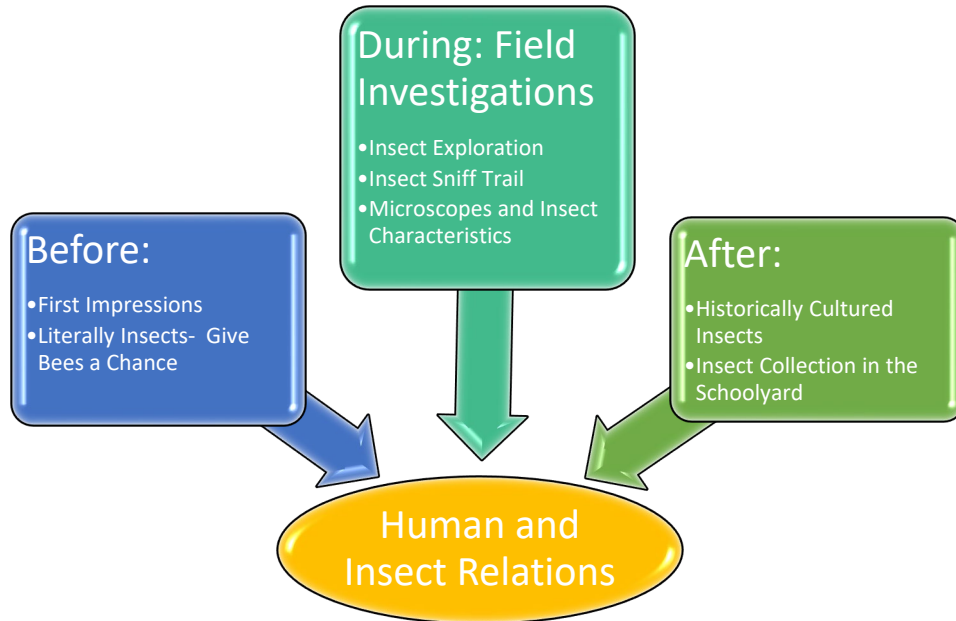 During: Field
Investigations
•Insect Exploration
•Insect Sniff Trail
•Microscopes and Insect
Characteristics
Before:
•First Impressions
•Literally Insects- Give
Bees a Chance
After:
•Historically Cultured
Insects
•Insect Collection in the
Schoolyard
Human and
Insect Relations